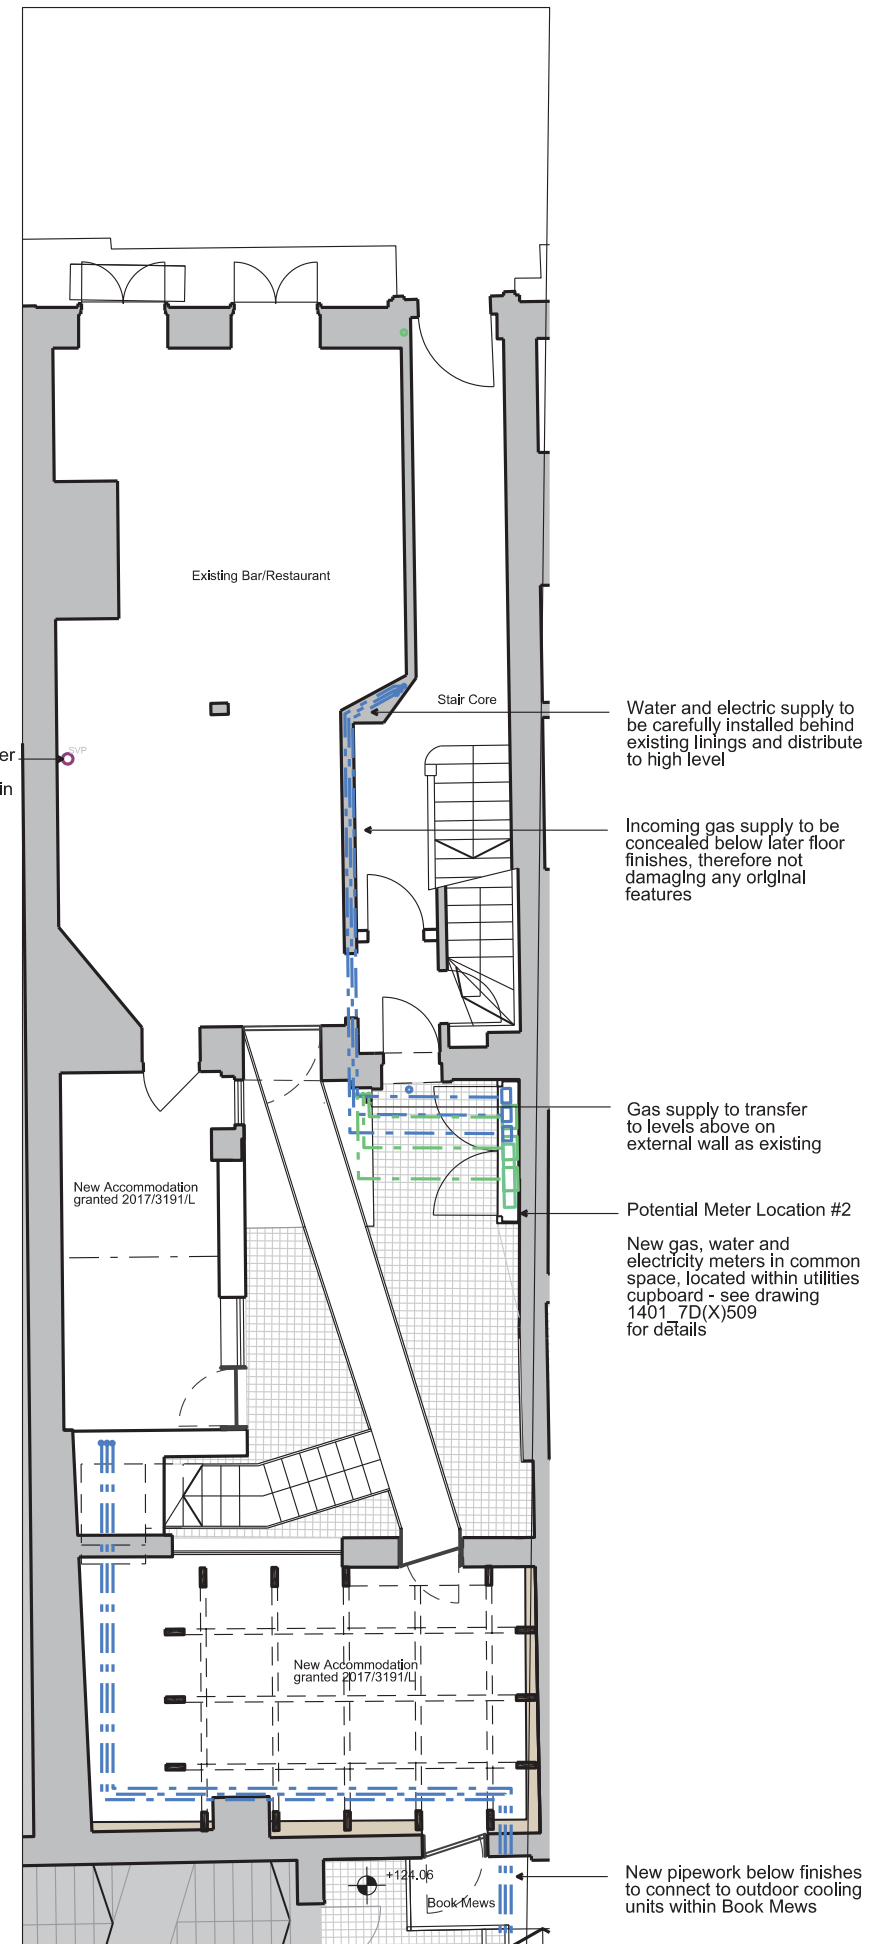 Existing Bar/Restaurant
Stair Core
Water and electric supply to
be carefully installed behind
existing linings and distribute
to high level
er
SVP
in
Incoming gas supply to be
concealed below later floor
finishes, therefore not
damaging any original
features
Gas supply to transfer
to levels above on
external wall as existing
New Accommodation
granted 2017/3191/L
Potential Meter Location #2
New gas, water and
electricity meters in common
space, located within utilities
cupboard - see drawing
1401_7D(X)509
for details
New Accommodation
granted 2017/3191/L
+124.06
Book Mews
New pipework below finishes
to connect to outdoor cooling
units within Book Mews